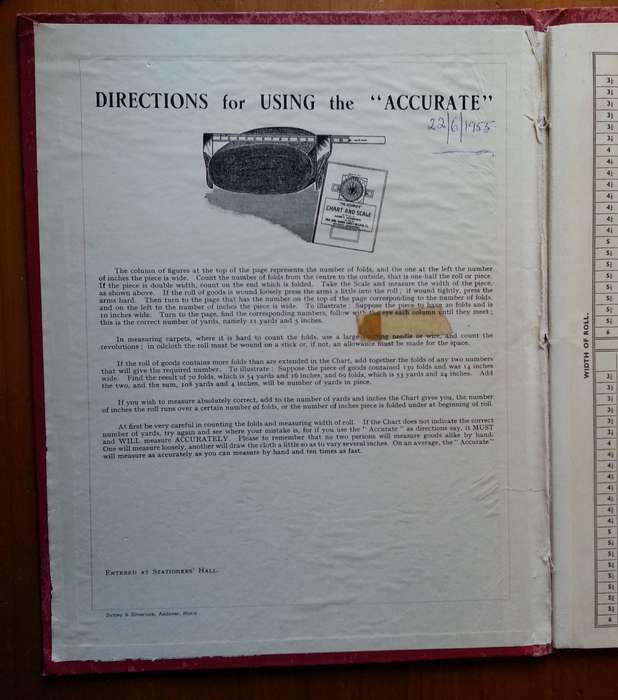 DIRECTIONS for USING the "ACCURATE"
22/6/1955
CHART AND SCALE
The column of figures at the top of the page represents the number of folds, and the one at the left the number
of inches the piece is wide. Count the number of folds from the centre to the outside, that is one-half the roll or piece.
If the piece is double width, count on the end which is folded. Take the Scale and measure the width of the piece,
as shown above. If the roll of goods is wound loosely press the arms a little into the roll; if wound tightly, press the
arms hard. Then turn to the page that has the number on the top of the page corresponding to the number of folds,
and on the left to the number of inches the piece is wide. To illustrate: Suppose the piece to have 20 folds and is
10 inches wide. Turn to the page, find the corresponding numbers, follow with the eye each column until they meet;
this is the correct number of yards, namely 11 yards and 5 inches.
In measuring carpets, where it is hard to count the folds, use a large needle or wire, and count the
revolutions; in oilcloth the roll must be wound on a stick or, if not, an allowance must be made for the space.
If the roll of goods contains more folds than are extended in the Chart, add together the folds of any two numbers
that will give the required number. To illustrate: Suppose the piece of goods contained 139 folds and was 14 inches
wide. Find the result of 70 folds, which is 54 yards and 16 inches, and 69 folds, which is 53 yards and 24 inches. Add
the two, and the sum, 108 yards and 4 inches, will be number of yards in piece.
If you wish to measure absolutely correct, add to the number of yards and inches the Chart gives you, the number
of inches the roll runs over a certain number of folds, or the number of inches piece is folded under at beginning of roll.
At first be very careful in counting the folds and measuring width of roll. If the Chart does not indicate the correct
number of yards, try again and see where your mistake is, for if you use the "Accurate" as directions say, it MUST
and WILL measure ACCURATELY. Please to remember that no two persons will measure goods alike by hand.
One will measure loosely, another will draw the cloth a little so as to vary several inches. On an average, the "Accurate"
will measure as accurately as you can measure by hand and ten times as fast.
ENTERED AT STATIONERS' HALL.
Andover, Hants
WIDTH OF ROLL.